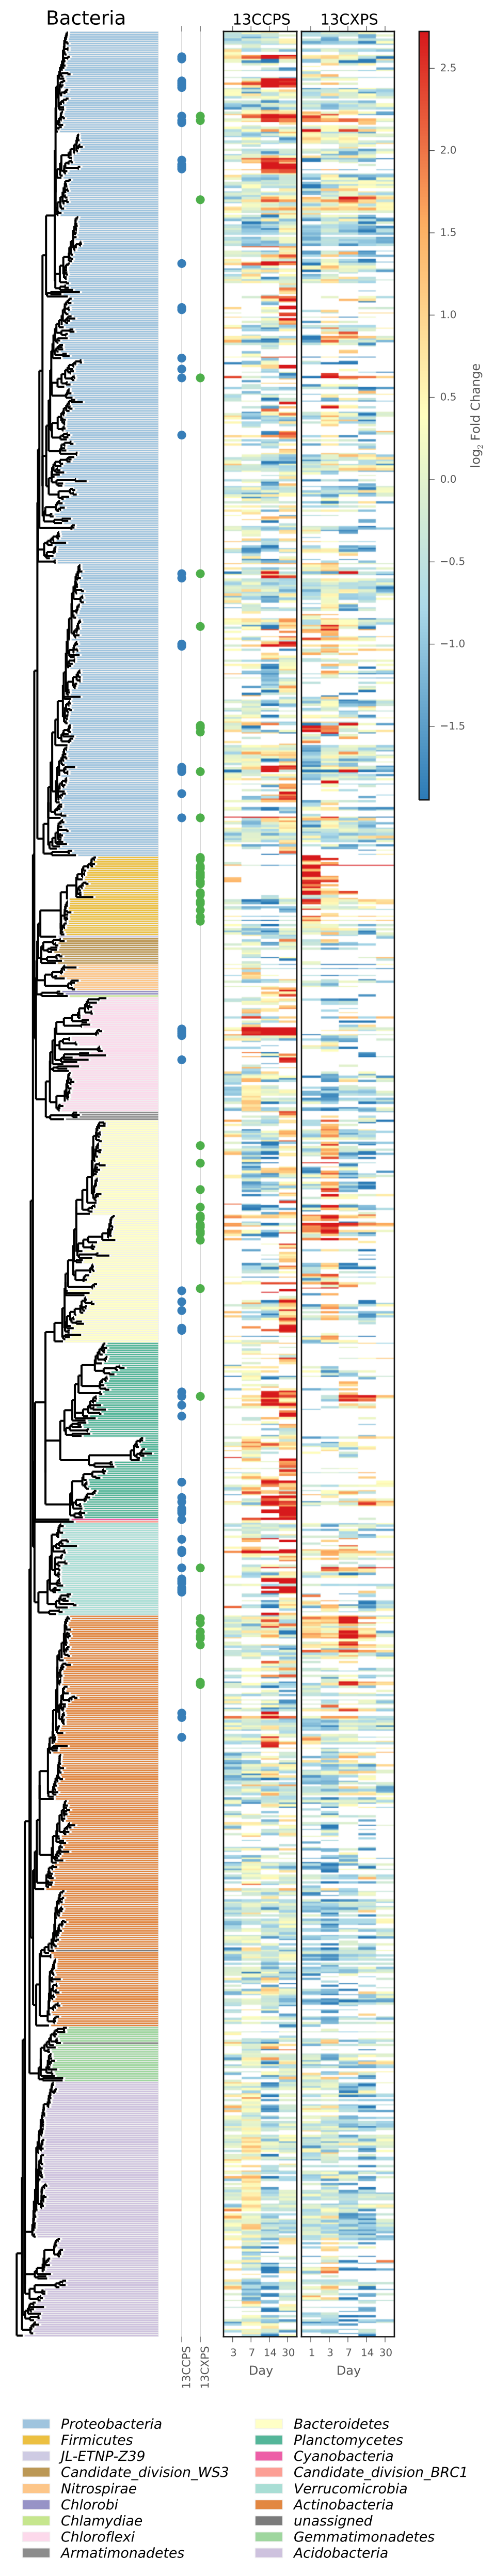 Bacteria
13CCPS 13CXPS
2.5
2.0
1.5
1.0
0.5
0.0
−0.5
−1.0
−1.5
log2 Fold Change
13CCPS
13CXPS
3 7 14 30 1 3 7 14 30
Day Day
Proteobacteria Bacteroidetes
Firmicutes Planctomycetes
JL-ETNP-Z39 Cyanobacteria
Candidate_division_WS3 Candidate_division_BRC1
Nitrospirae Verrucomicrobia
Chlorobi Actinobacteria
Chlamydiae unassigned
Chloroflexi Gemmatimonadetes
Armatimonadetes Acidobacteria